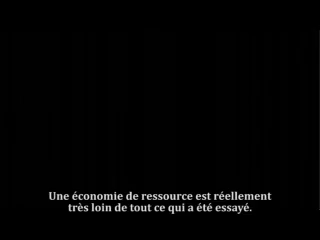 Une économie de ressource est réellement
très loin de tout ce qui a été essayé.